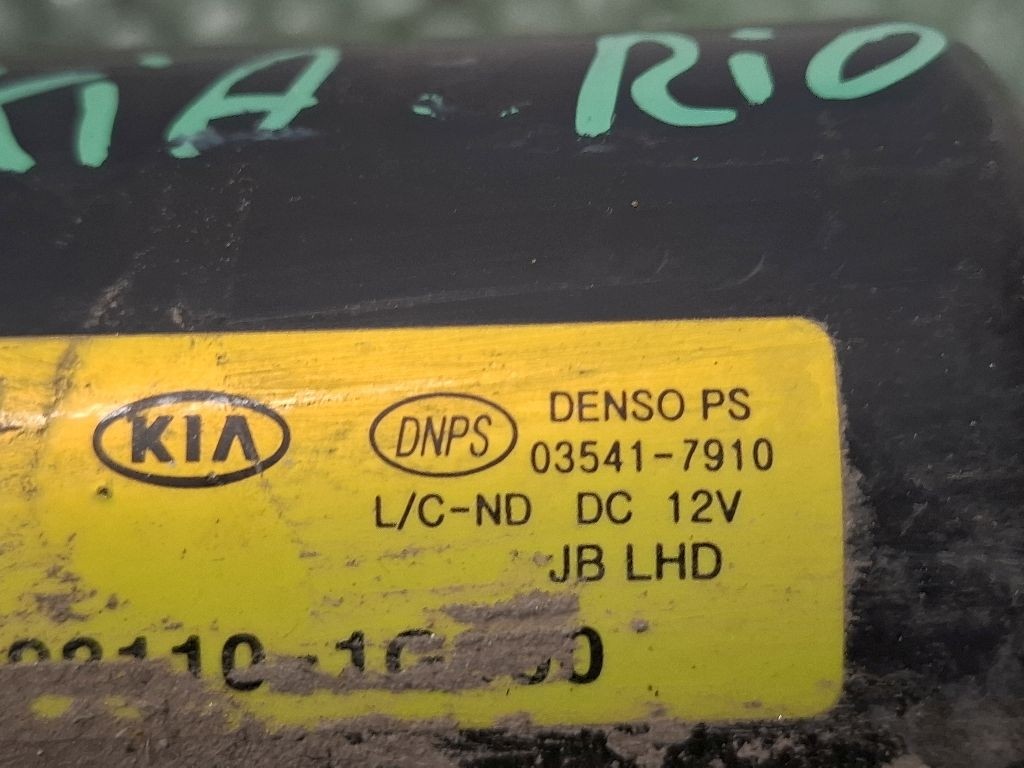 KIA RiO
KIA DNPS DENSO PS
03541-7910
L/C-ND DC 12V
JB LHD